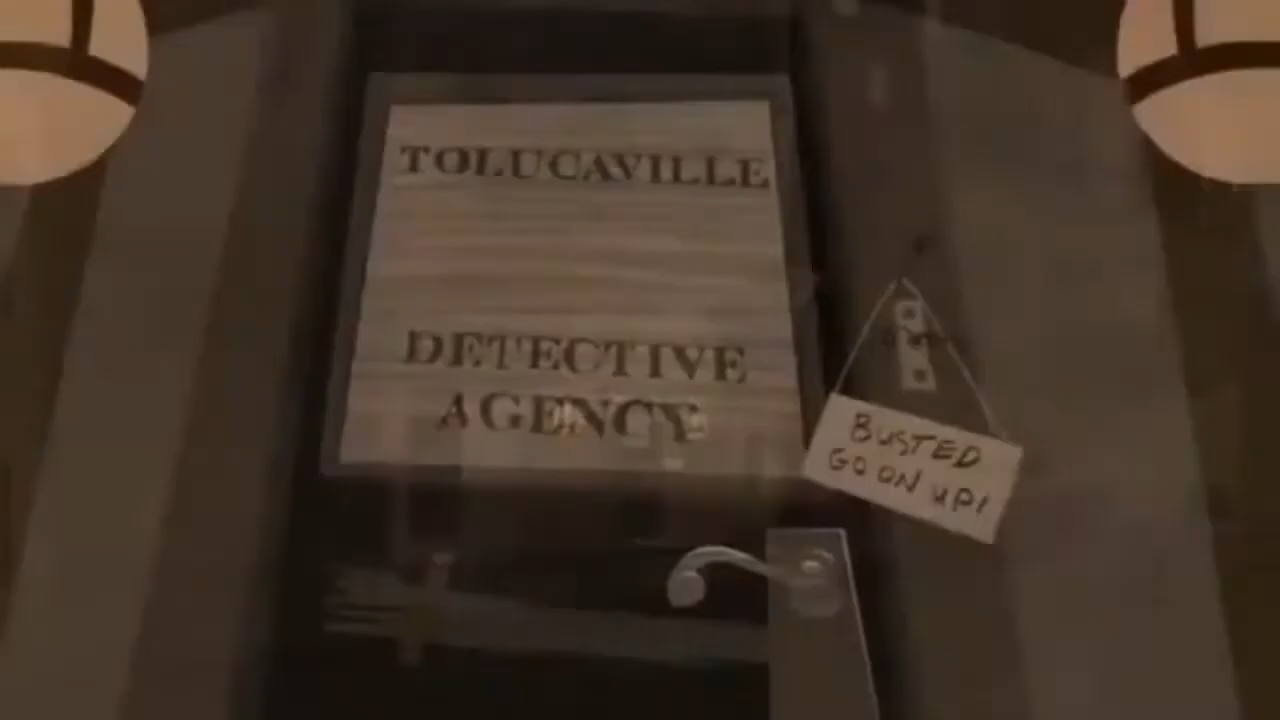 TOLUCAVILLE
DETECTIVE
AGENCY
BUSTED
GO ON UP!